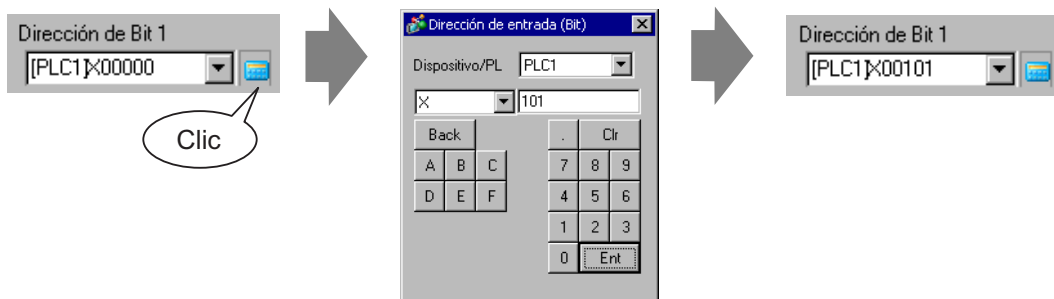 Dirección de Bit 1
[PLC1]X00000
Clic
Dirección de entrada (Bit)
Dispositivo/PL PLC1
X 101
Back . Clr
A B C 7 8 9
D E F 4 5 6
1 2 3
0 Ent
Dirección de Bit 1
[PLC1]X00101